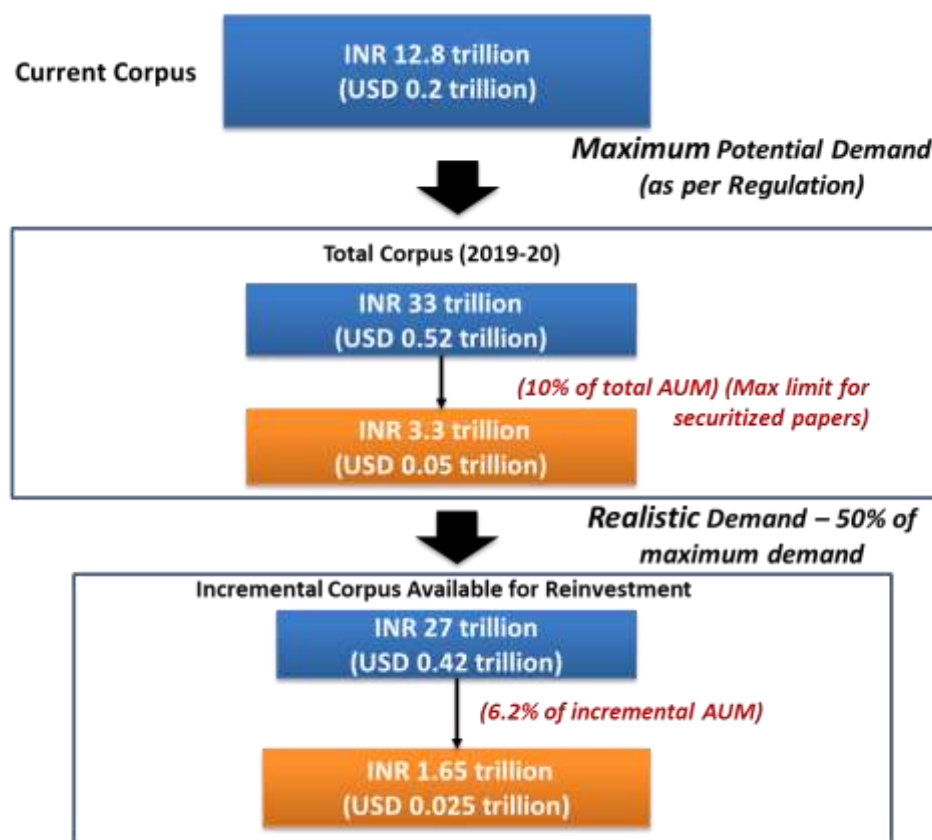 INR 12.8 trillion
Current Corpus
(USD 0.2 trillion)
Maximum Potential Demand
(as per Regulation)
Total Corpus (2019-20)
INR 33 trillion
(USD 0.52 trillion)
(10% of total AUM) (Max limit for
securitized papers)
INR 3.3 trillion
(USD 0.05 trillion)
Realistic Demand – 50% of
maximum demand
Incremental Corpus Available for Reinvestment
INR 27 trillion
(USD 0.42 trillion)
(6.2% of incremental AUM)
INR 1.65 trillion
(USD 0.025 trillion)